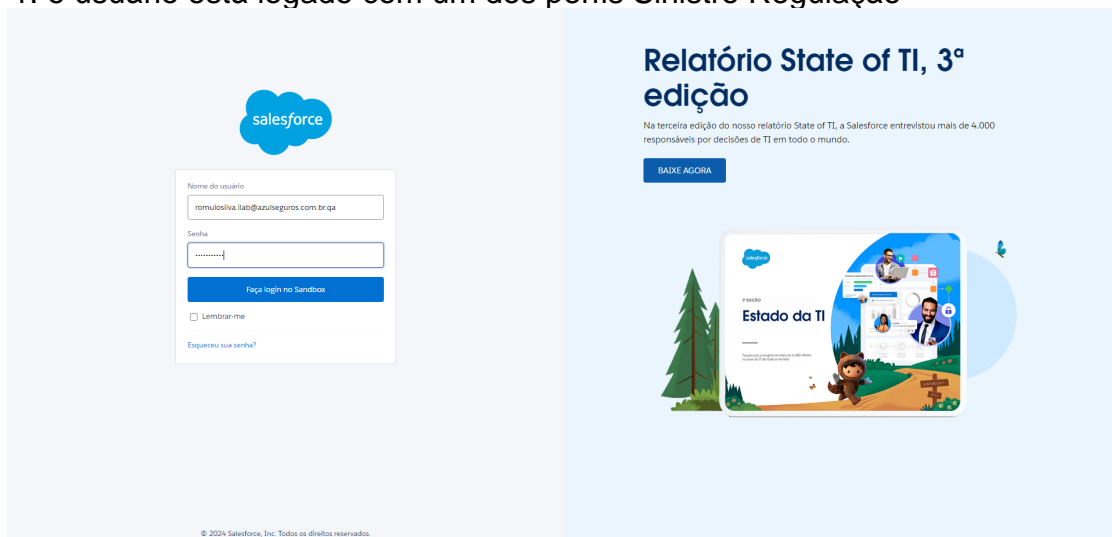 o usuário está logado com um dos perfis Sinistro Regulação
salesforce
Nome do usuário
romulosilva.ilab@azulseguros.com.br.qa
Senha
Faça login no Sandbox
Lembrar-me
Esqueceu sua senha?
© 2024 Salesforce, Inc. Todos os direitos reservados.
Relatório State of TI, 3ª
edição
Na terceira edição do nosso relatório State of TI, a Salesforce entrevistou mais de 4.000
responsáveis por decisões de TI em todo o mundo.
BAIXE AGORA
salesforce
3ª EDIÇÃO
Estado da TI